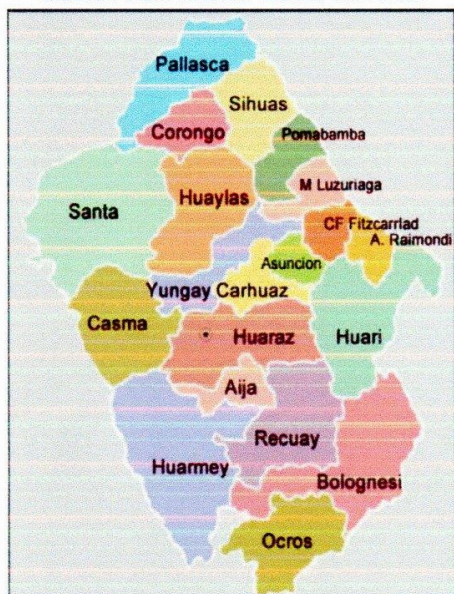 Pallasca
Sihuas
Corongo
Pomabamba
M Luzuriaga
Huaylas
Santa
CF Fitzcarrlad
A. Raimondi
Asuncion
Yungay
Carhuaz
Casma
Huaraz
Huari
Aija
Recuay
Huarmey
Bolognesi
Ocros